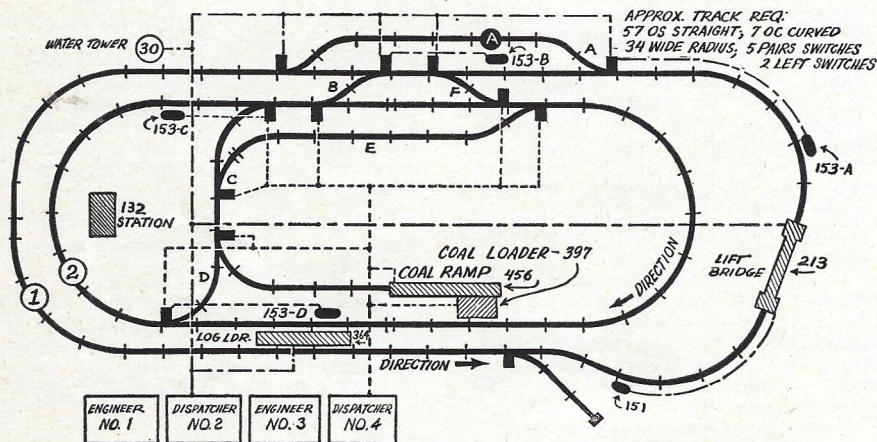 APPROX. TRACK REQ:
57 OS STRAIGHT; 7 OC CURVED
34 WIDE RADIUS; 5 PAIRS SWITCHES
2 LEFT SWITCHES
WATER TOWER 30
A
A
153-B
B
F
153-C
E
153-A
C
132
STATION
COAL LOADER-397
COAL RAMP 456
DIRECTION
LIFT
BRIDGE
213
D
2
1
153-D
LOG LDR. 364
DIRECTION
151
ENGINEER
NO. 1
DISPATCHER
NO. 2
ENGINEER
NO. 3
DISPATCHER
NO. 4